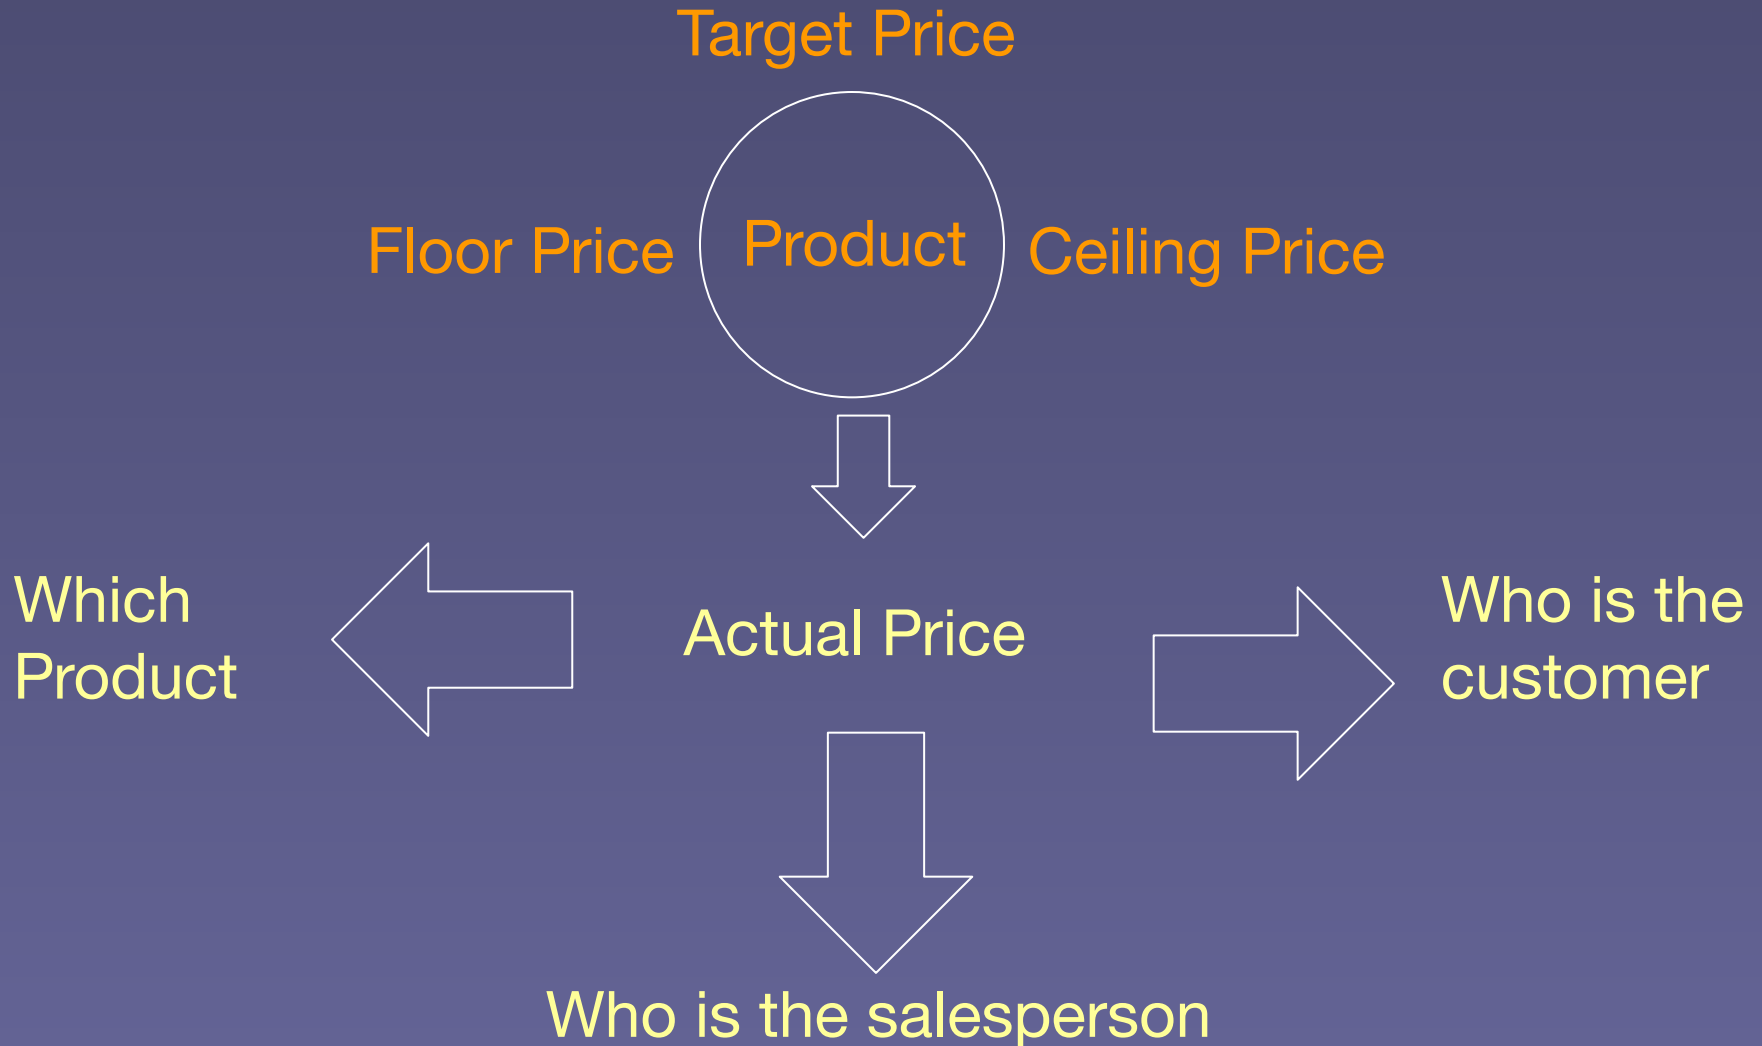 Target Price
Floor Price
Product
Ceiling Price
Which
Product
Actual Price
Who is the
customer
Who is the salesperson